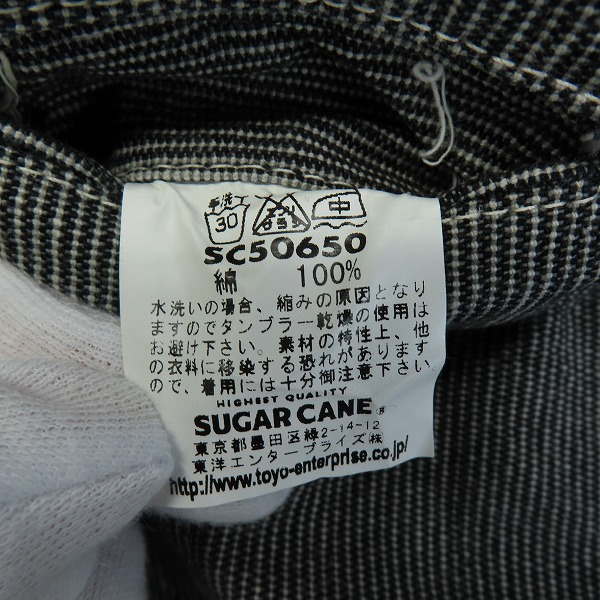 手洗イ
30
中
SC50650
綿 100%
水洗いの場合、縮みの原因となり
ますのでタンブラー乾燥の使用は
お避け下さい。素材の特性上、他
の衣料に移染する恐れがあります
ので、着用には十分御注意下さい
HIGHEST QUALITY
SUGAR CANE®
東京都墨田区緑2-14-12
東洋エンタープライズ㈱
http://www.toyo-enterprise.co.jp/